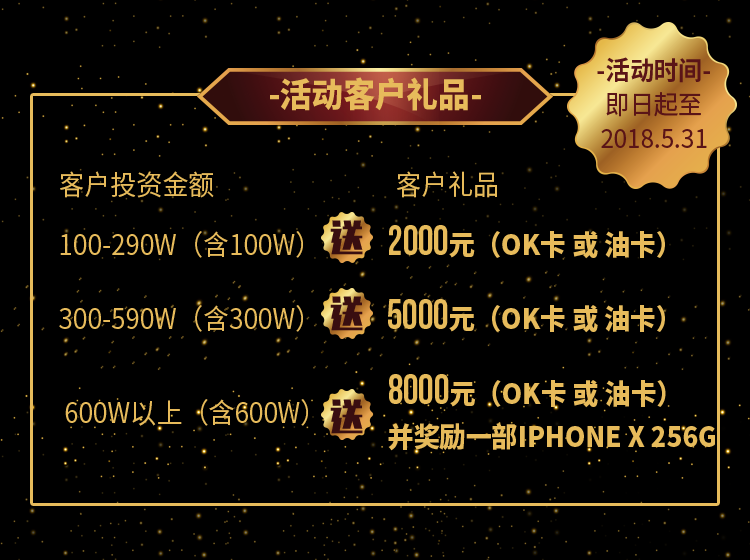 -活动时间-
即日起至
2018.5.31
-活动客户礼品-
客户投资金额
客户礼品
100-290W（含100W）
送
2000元（OK卡 或 油卡）
300-590W（含300W）
送
5000元（OK卡 或 油卡）
600W以上（含600W）
送
8000元（OK卡 或 油卡）
并奖励一部IPHONE X 256G